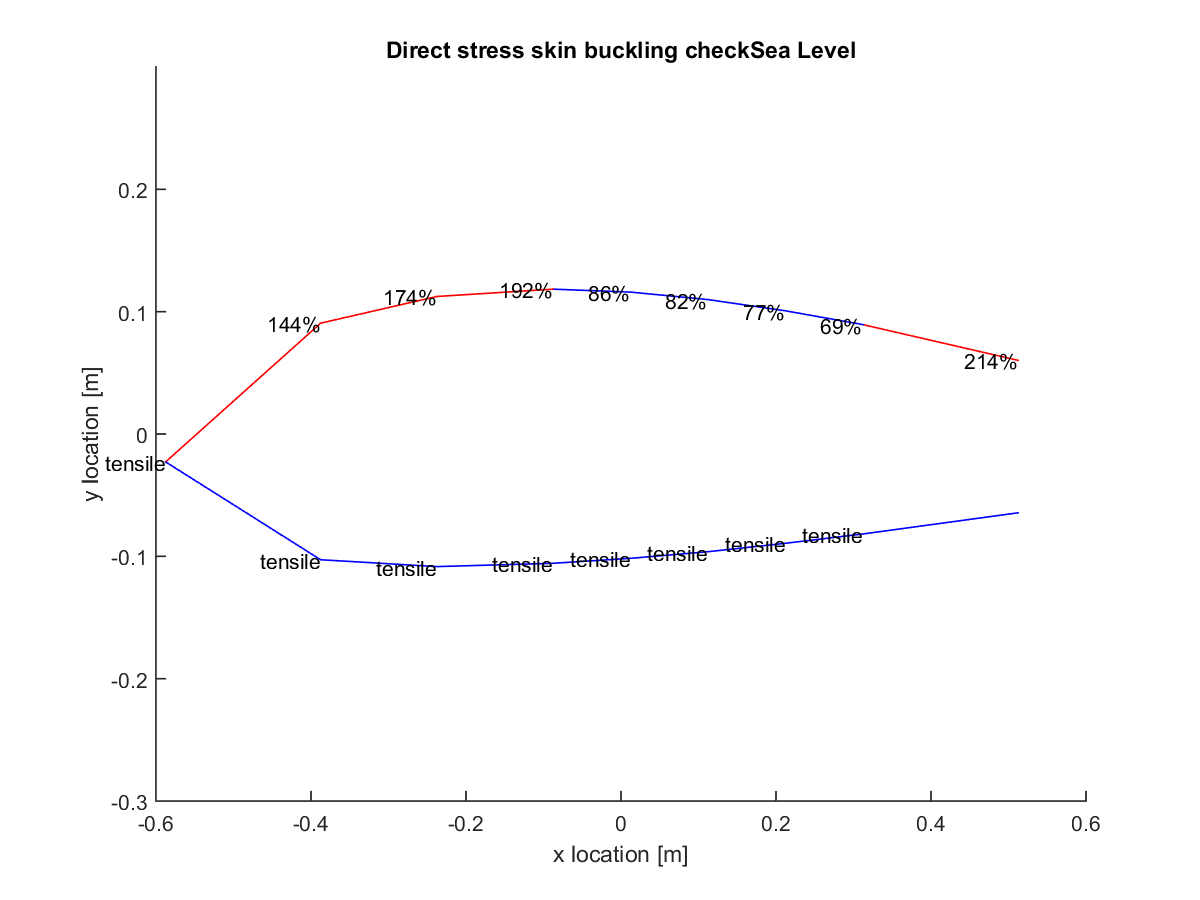 Direct stress skin buckling checkSea Level
0.2
0.1
0
-0.1
-0.2
-0.3
y location [m]
144%
174%
192%
86%
82%
77%
69%
214%
tensile
tensile
tensile
tensile
tensile
tensile
tensile
tensile
-0.6
-0.4
-0.2
0
0.2
0.4
0.6
x location [m]